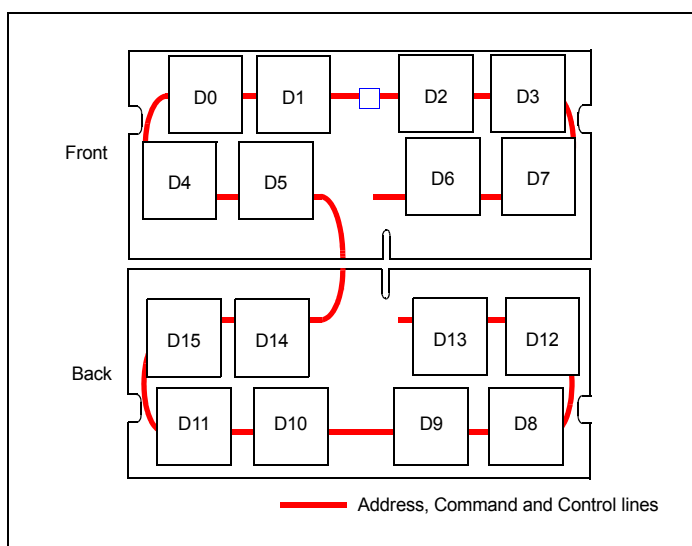 D0 D1 D2 D3
Front
D4 D5 D6 D7
D15 D14 D13 D12
Back
D11 D10 D9 D8
Address, Command and Control lines